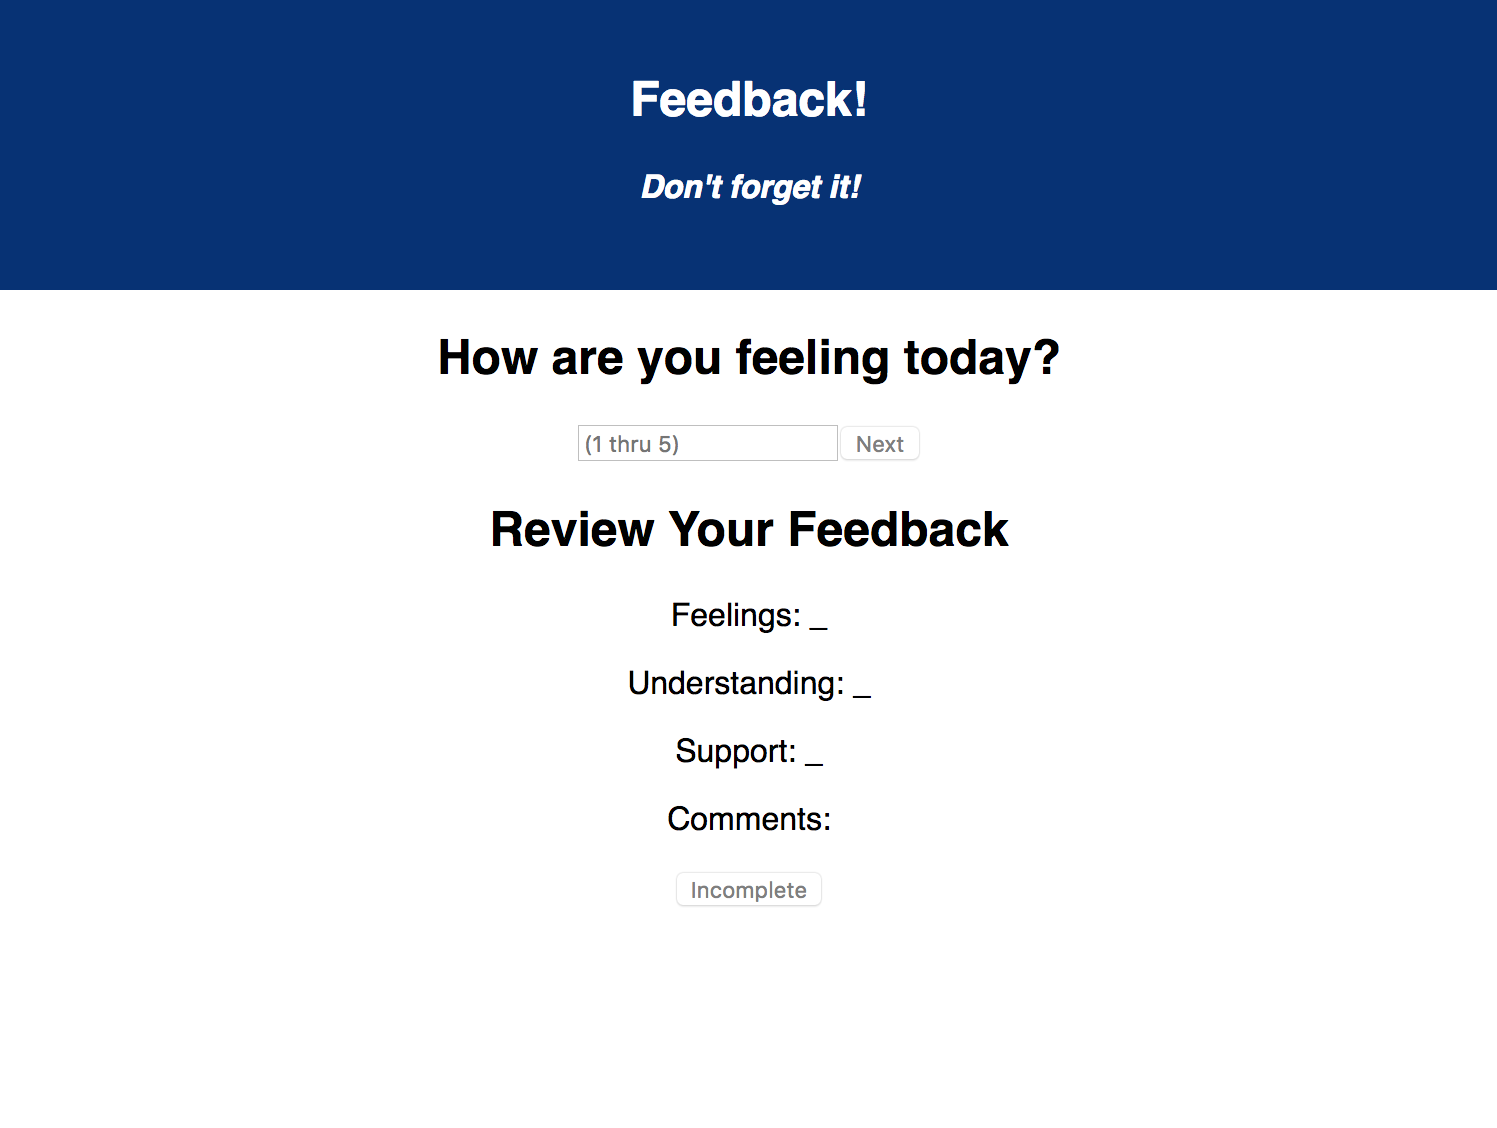 Feedback!
Don't forget it!
How are you feeling today?
(1 thru 5) Next
Review Your Feedback
Feelings: _
Understanding: _
Support: _
Comments:
Incomplete